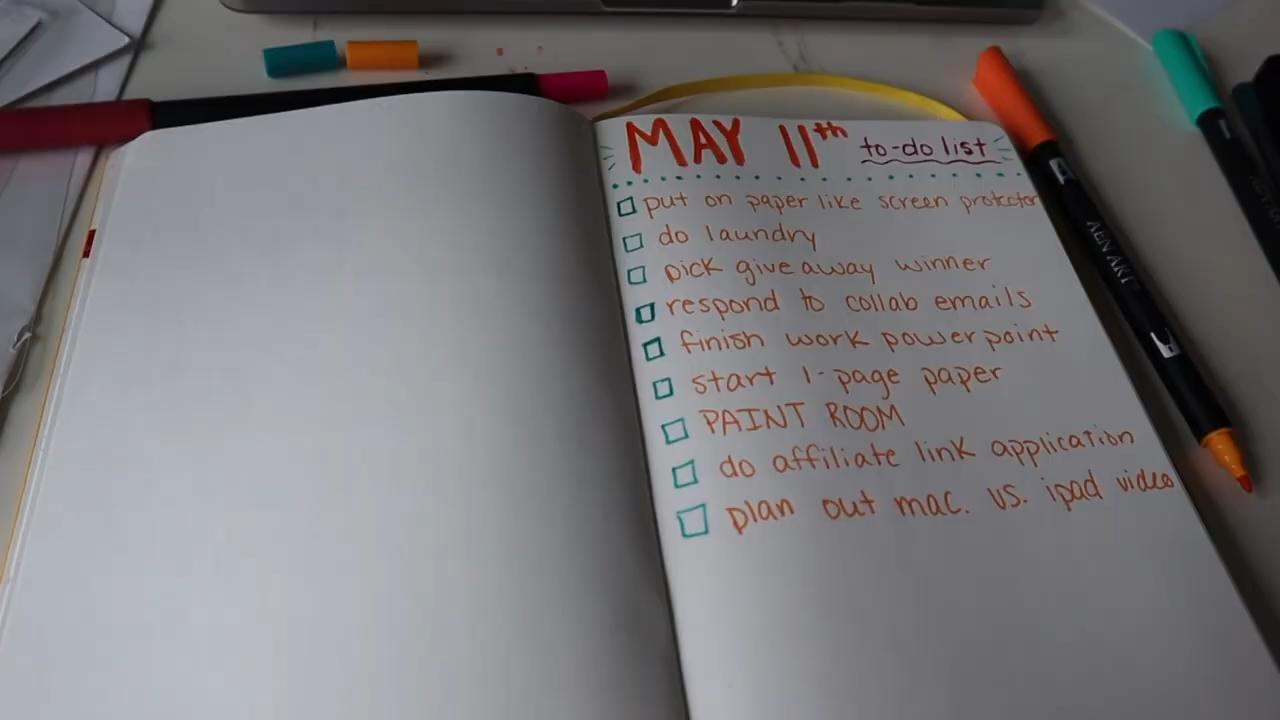 MAY 11th to-do list
put on paper like screen protector
do laundry
pick giveaway winner
respond to collab emails
finish work powerpoint
start 1-page paper
PAINT ROOM
do affiliate link application
plan out mac. vs. ipad video
AEN ART